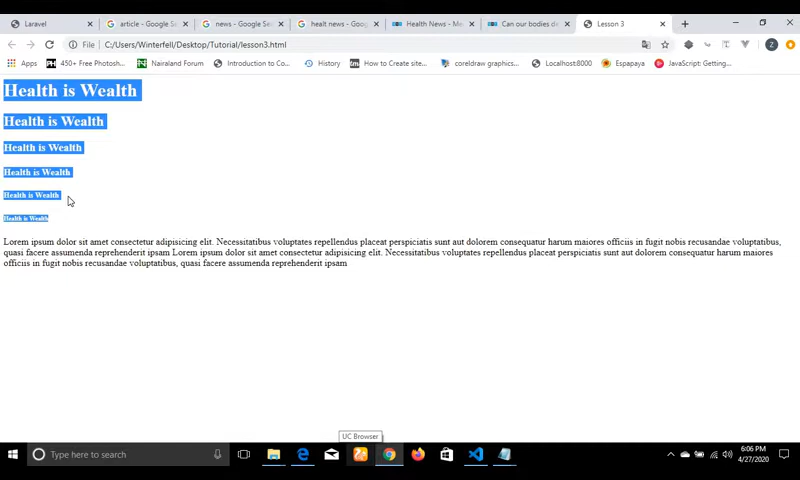 Laravel
article - Google Se
news - Google Sea
healt news - Goog
Health News - Me
Can our bodies de
Lesson 3
File
C:/Users/Winterfell/Desktop/Tutorial/lesson3.html
Apps
450+ Free Photosh...
Nairaland Forum
Introduction to Co...
History
How to Create site...
coreldraw graphics...
Localhost:8000
Espapaya
JavaScript: Getting...
Health is Wealth
Health is Wealth
Health is Wealth
Health is Wealth
Health is Wealth
Health is Wealth
Lorem ipsum dolor sit amet consectetur adipisicing elit. Necessitatibus voluptates repellendus placeat perspiciatis sunt aut dolorem consequatur harum maiores officiis in fugit nobis recusandae voluptatibus,
quasi facere assumenda reprehenderit ipsam Lorem ipsum dolor sit amet consectetur adipisicing elit. Necessitatibus voluptates repellendus placeat perspiciatis sunt aut dolorem consequatur harum maiores
officiis in fugit nobis recusandae voluptatibus, quasi facere assumenda reprehenderit ipsam
UC Browser
Type here to search
6:06 PM
4/27/2020